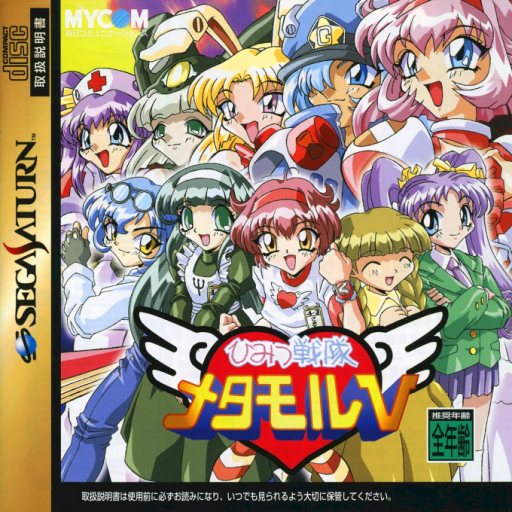 COMPACT
disc
取扱説明書
SEGA SATURN™
MYCOM
毎日コミュニケーションズ
G
ひみつ戦隊
メタモルV
推奨年齢
全年齢
取扱説明書は使用前に必ずお読みになり、いつでも見られるよう大切に保管してください。